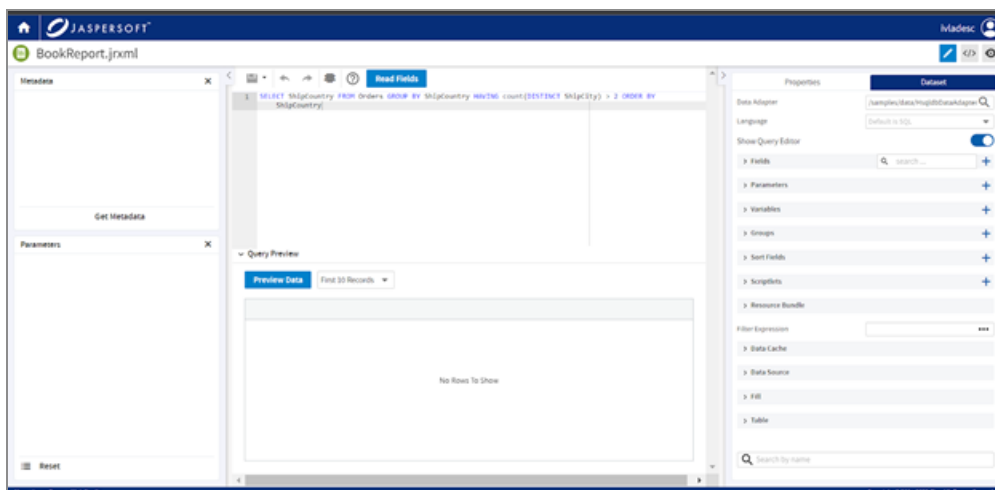 JASPERSOFT™
ivladesc
BookReport.jrxml
Metadata
Get Metadata
Parameters
Reset
Read Fields
1 SELECT ShipCountry FROM Orders GROUP BY ShipCountry HAVING count(DISTINCT ShipCity) > 2 ORDER BY
ShipCountry
Query Preview
Preview Data First 10 Records
No Rows To Show
Properties Dataset
Data Adapter /samples/data/HsqldbDataAdapter
Language Default is SQL
Show Query Editor
Fields search ...
Parameters
Variables
Groups
Sort Fields
Scriptlets
Resource Bundle
Filter Expression
Data Cache
Data Source
Fill
Table
Search by name